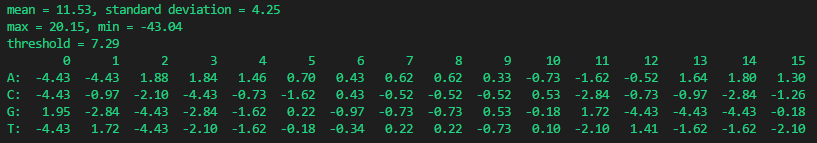 mean = 11.53, standard deviation = 4.25
max = 20.15, min = -43.04
threshold = 7.29
0 1 2 3 4 5 6 7 8 9 10 11 12 13 14 15
A: -4.43 -4.43 1.88 1.84 1.46 0.70 0.43 0.62 0.62 0.33 -0.73 -1.62 -0.52 1.64 1.80 1.30
C: -4.43 -0.97 -2.10 -4.43 -0.73 -1.62 0.43 -0.52 -0.52 -0.52 0.53 -2.84 -0.73 -0.97 -2.84 -1.26
G: 1.95 -2.84 -4.43 -2.84 -1.62 0.22 -0.97 -0.73 -0.73 0.53 -0.18 1.72 -4.43 -4.43 -4.43 -0.18
T: -4.43 1.72 -4.43 -2.10 -1.62 -0.18 -0.34 0.22 0.22 -0.73 0.10 -2.10 1.41 -1.62 -1.62 -2.10